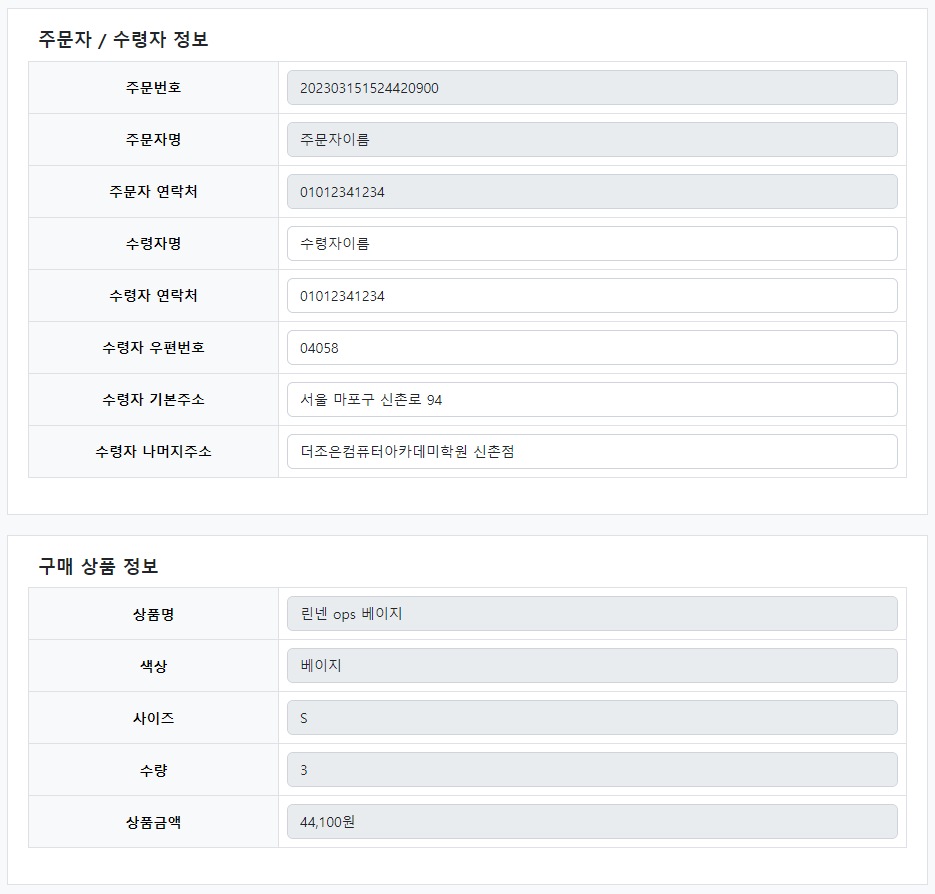 주문자 / 수령자 정보
주문번호 202303151524420900
주문자명 주문자이름
주문자 연락처 01012341234
수령자명 수령자이름
수령자 연락처 01012341234
수령자 우편번호 04058
수령자 기본주소 서울 마포구 신촌로 94
수령자 나머지주소 더조은컴퓨터아카데미학원 신촌점
구매 상품 정보
상품명 린넨 ops 베이지
색상 베이지
사이즈 S
수량 3
상품금액 44,100원